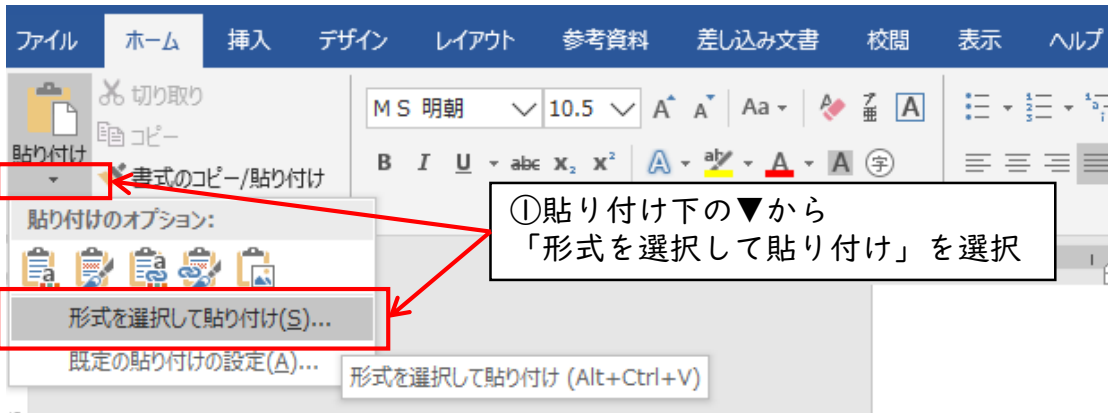 ファイル ホーム 挿入 デザイン レイアウト 参考資料 差し込み文書 校閲 表示 ヘルプ
切り取り
コピー
貼り付け
書式のコピー/貼り付け
ＭＳ 明朝 10.5 A A Aa ア亜 A
B I U abc X₂ X² A aby A A 字
貼り付けのオプション:
①貼り付け下の▼から
「形式を選択して貼り付け」を選択
形式を選択して貼り付け(S)...
既定の貼り付けの設定(A)...
形式を選択して貼り付け (Alt+Ctrl+V)